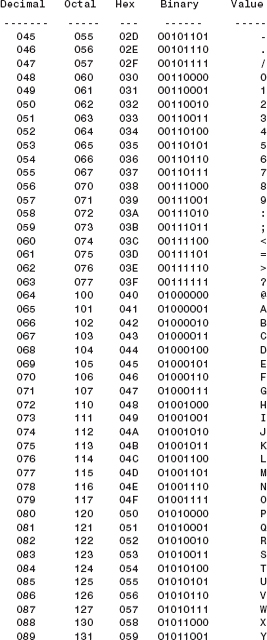 Decimal Octal Hex Binary Value
------- ----- --- ------ -----
045 055 02D 00101101 -
046 056 02E 00101110 .
047 057 02F 00101111 /
048 060 030 00110000 0
049 061 031 00110001 1
050 062 032 00110010 2
051 063 033 00110011 3
052 064 034 00110100 4
053 065 035 00110101 5
054 066 036 00110110 6
055 067 037 00110111 7
056 070 038 00111000 8
057 071 039 00111001 9
058 072 03A 00111010 :
059 073 03B 00111011 ;
060 074 03C 00111100 <
061 075 03D 00111101 =
062 076 03E 00111110 >
063 077 03F 00111111 ?
064 100 040 01000000 @
065 101 041 01000001 A
066 102 042 01000010 B
067 103 043 01000011 C
068 104 044 01000100 D
069 105 045 01000101 E
070 106 046 01000110 F
071 107 047 01000111 G
072 110 048 01001000 H
073 111 049 01001001 I
074 112 04A 01001010 J
075 113 04B 01001011 K
076 114 04C 01001100 L
077 115 04D 01001101 M
078 116 04E 01001110 N
079 117 04F 01001111 O
080 120 050 01010000 P
081 121 051 01010001 Q
082 122 052 01010010 R
083 123 053 01010011 S
084 124 054 01010100 T
085 125 055 01010101 U
086 126 056 01010110 V
087 127 057 01010111 W
088 130 058 01011000 X
089 131 059 01011001 Y